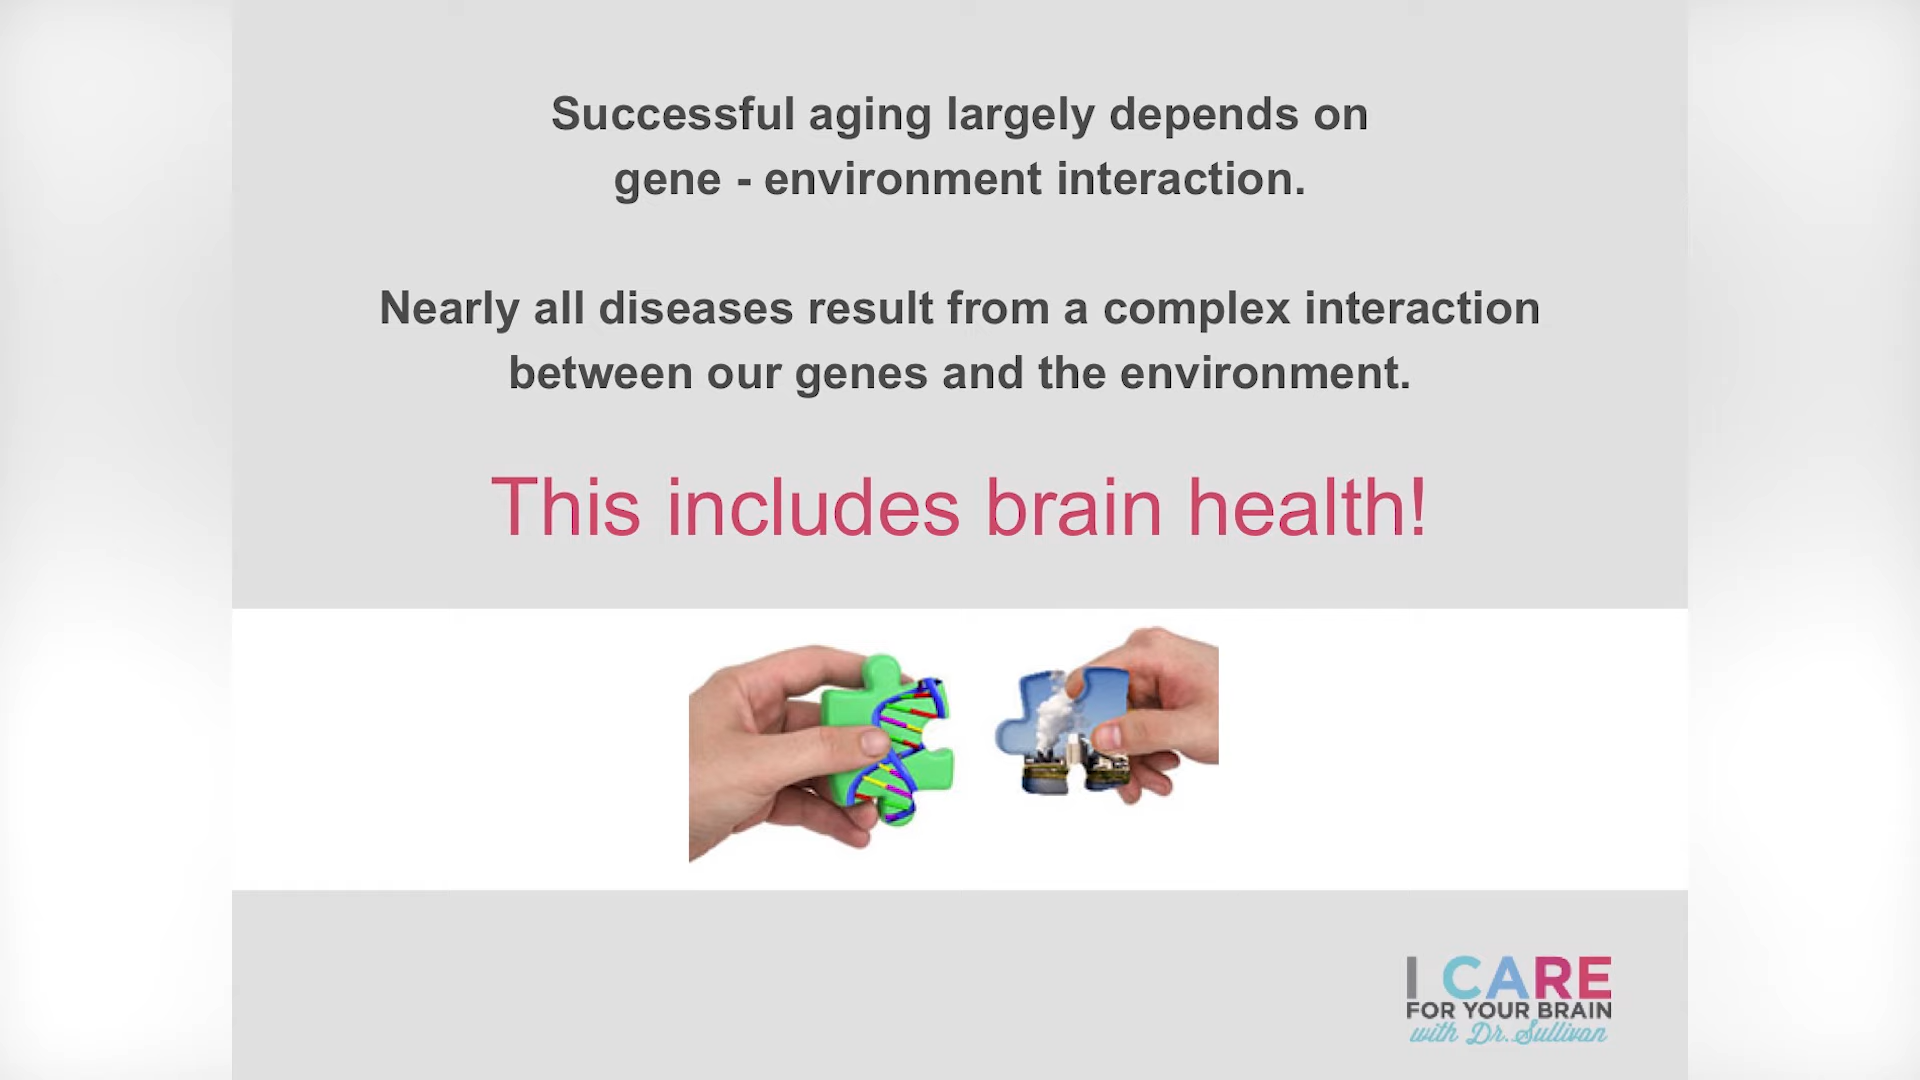 Successful aging largely depends on
gene - environment interaction.
Nearly all diseases result from a complex interaction
between our genes and the environment.
This includes brain health!
I CARE
FOR YOUR BRAIN
with Dr. Sullivan